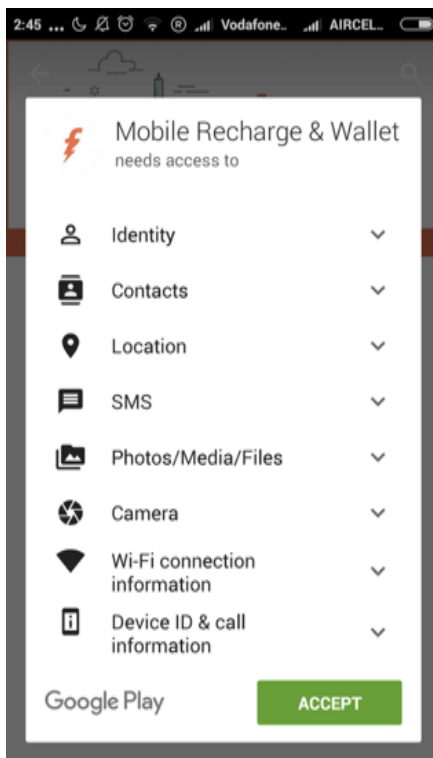 2:45 ... ® Vodafone.. AIRCEL..
Mobile Recharge & Wallet
needs access to
Identity
Contacts
Location
SMS
Photos/Media/Files
Camera
Wi-Fi connection
information
Device ID & call
information
Google Play
ACCEPT